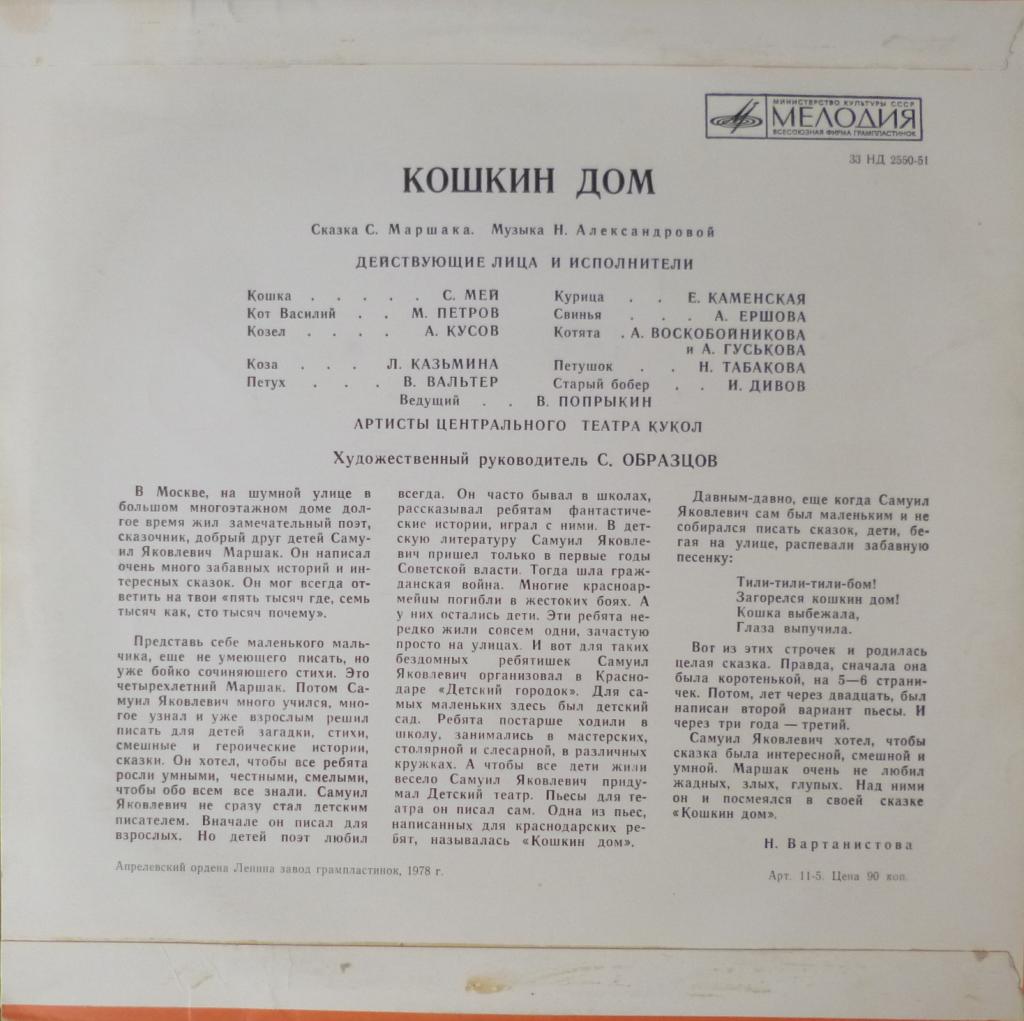 МИНИСТЕРСТВО КУЛЬТУРЫ СССР
МЕЛОДИЯ
ВСЕСОЮЗНАЯ ФИРМА ГРАМПЛАСТИНОК
33 НД 2550-51
КОШКИН ДОМ
Сказка С. Маршака. Музыка Н. Александровой
ДЕЙСТВУЮЩИЕ ЛИЦА И ИСПОЛНИТЕЛИ
Кошка . . . . . С. МЕЙ
Кот Василий . . М. ПЕТРОВ
Козел . . . . А. КУСОВ
Коза . . . Л. КАЗЬМИНА
Петух . . . В. ВАЛЬТЕР
Курица . . Е. КАМЕНСКАЯ
Свинья . . . А. ЕРШОВА
Котята . А. ВОСКОБОЙНИКОВА
и А. ГУСЬКОВА
Петушок . . Н. ТАБАКОВА
Старый бобер . . И. ДИВОВ
Ведущий . . В. ПОПРЫКИН
АРТИСТЫ ЦЕНТРАЛЬНОГО ТЕАТРА КУКОЛ
Художественный руководитель С. ОБРАЗЦОВ
В Москве, на шумной улице в
большом многоэтажном доме дол-
гое время жил замечательный поэт,
сказочник, добрый друг детей Саму-
ил Яковлевич Маршак. Он написал
очень много забавных историй и ин-
тересных сказок. Он мог всегда от-
ветить на твои «пять тысяч где, семь
тысяч как, сто тысяч почему».
Представь себе маленького маль-
чика, еще не умеющего писать, но
уже бойко сочиняющего стихи. Это
четырехлетний Маршак. Потом Са-
муил Яковлевич много учился, мно-
гое узнал и уже взрослым решил
писать для детей загадки, стихи,
смешные и героические истории,
сказки. Он хотел, чтобы все ребята
росли умными, честными, смелыми,
чтобы обо всем все знали. Самуил
Яковлевич не сразу стал детским
писателем. Вначале он писал для
взрослых. Но детей поэт любил
всегда. Он часто бывал в школах,
рассказывал ребятам фантастиче-
ские истории, играл с ними. В дет-
скую литературу Самуил Яковле-
вич пришел только в первые годы
Советской власти. Тогда шла граж-
данская война. Многие красноар-
мейцы погибли в жестоких боях. А
у них остались дети. Эти ребята не-
редко жили совсем одни, зачастую
просто на улицах. И вот для таких
бездомных ребятишек Самуил
Яковлевич организовал в Красно-
даре «Детский городок». Для са-
мых маленьких здесь был детский
сад. Ребята постарше ходили в
школу, занимались в мастерских,
столярной и слесарной, в различных
кружках. А чтобы все дети жили
весело Самуил Яковлевич приду-
мал Детский театр. Пьесы для те-
атра он писал сам. Одна из пьес,
написанных для краснодарских ре-
бят, называлась «Кошкин дом».
Давным-давно, еще когда Самуил
Яковлевич сам был маленьким и не
собирался писать сказок, дети, бе-
гая на улице, распевали забавную
песенку:
Тили-тили-тили-бом!
Загорелся кошкин дом!
Кошка выбежала,
Глаза выпучила.
Вот из этих строчек и родилась
целая сказка. Правда, сначала она
была коротенькой, на 5—6 страни-
чек. Потом, лет через двадцать, был
написан второй вариант пьесы. И
через три года — третий.
Самуил Яковлевич хотел, чтобы
сказка была интересной, смешной и
умной. Маршак очень не любил
жадных, злых, глупых. Над ними
он и посмеялся в своей сказке
«Кошкин дом».
Н. Вартанистова
Апрелевский ордена Ленина завод грампластинок, 1978 г.
Арт. 11-5. Цена 90 коп.